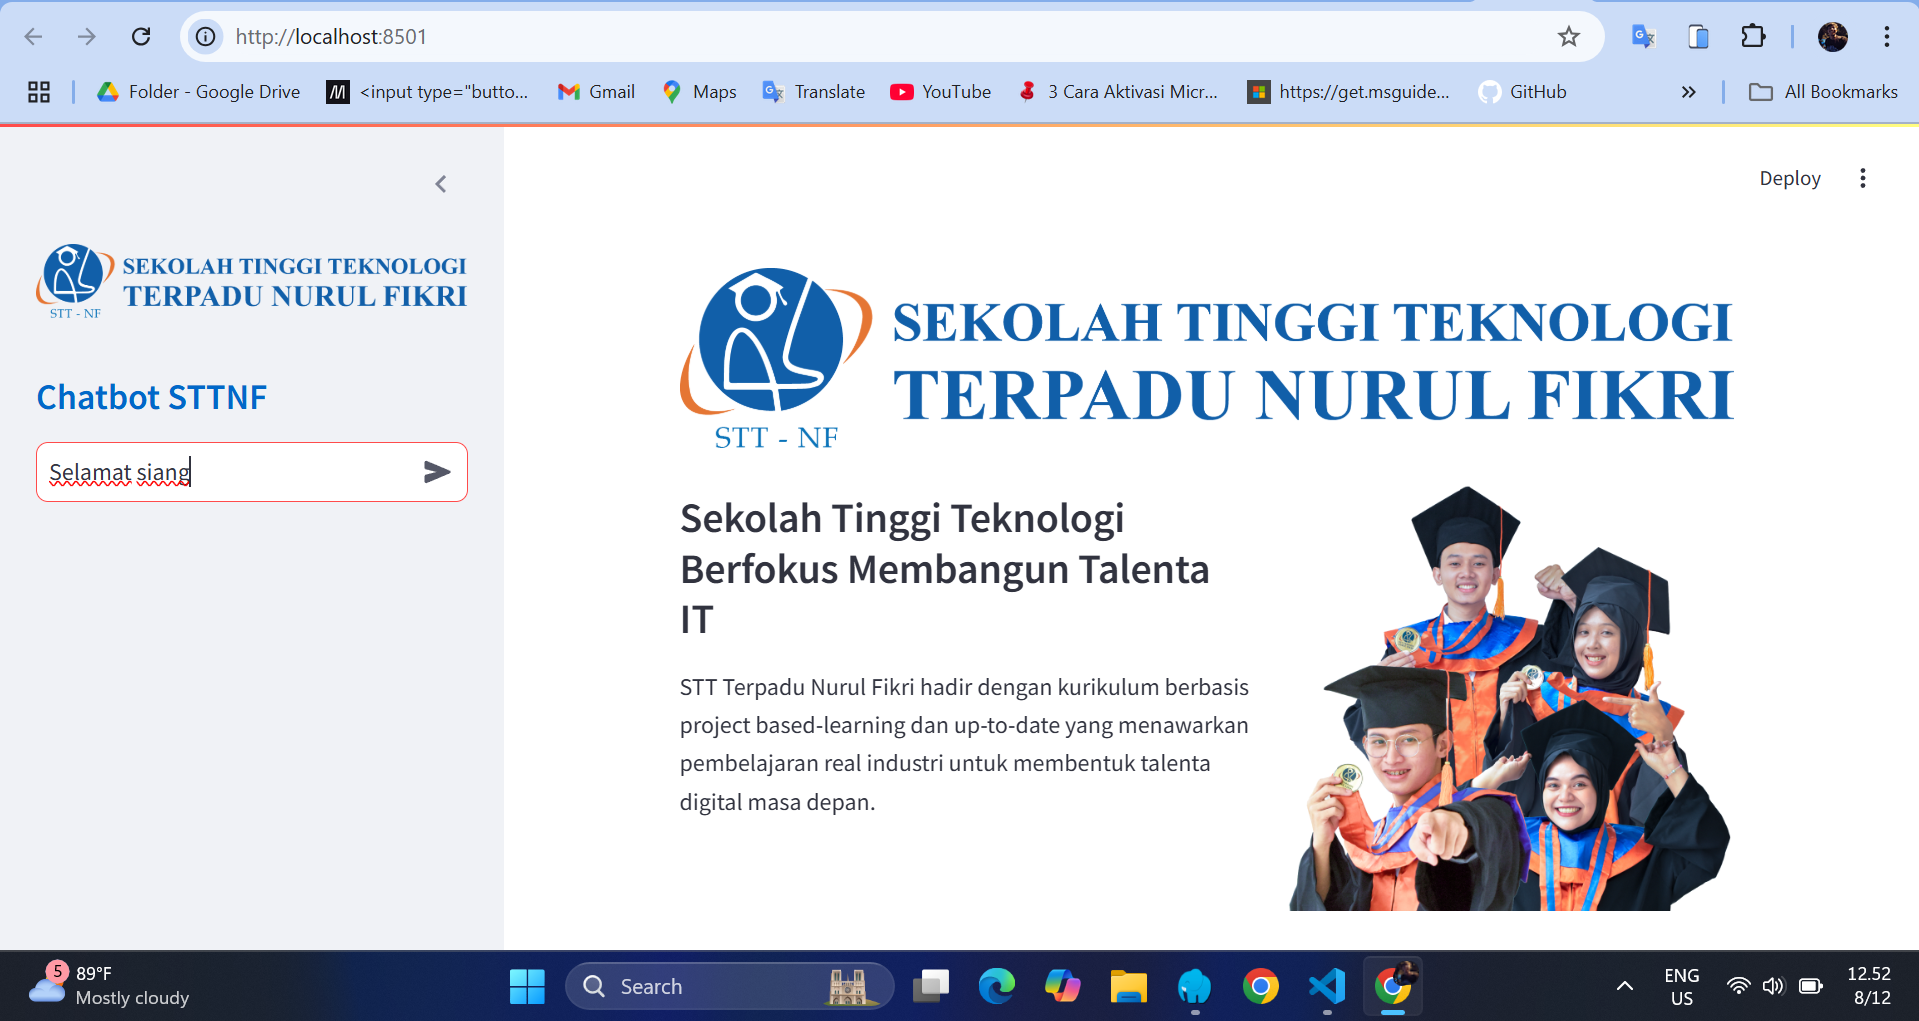 http://localhost:8501
Folder - Google Drive
<input type="butto...
Gmail
Maps
Translate
YouTube
3 Cara Aktivasi Micr...
https://get.msguide...
GitHub
All Bookmarks
Deploy
SEKOLAH TINGGI TEKNOLOGI
TERPADU NURUL FIKRI
STT - NF
Chatbot STTNF
Selamat siang
SEKOLAH TINGGI TEKNOLOGI
TERPADU NURUL FIKRI
STT - NF
Sekolah Tinggi Teknologi
Berfokus Membangun Talenta
IT
STT Terpadu Nurul Fikri hadir dengan kurikulum berbasis
project based-learning dan up-to-date yang menawarkan
pembelajaran real industri untuk membentuk talenta
digital masa depan.
5
89°F
Mostly cloudy
Search
ENG
US
12.52
8/12